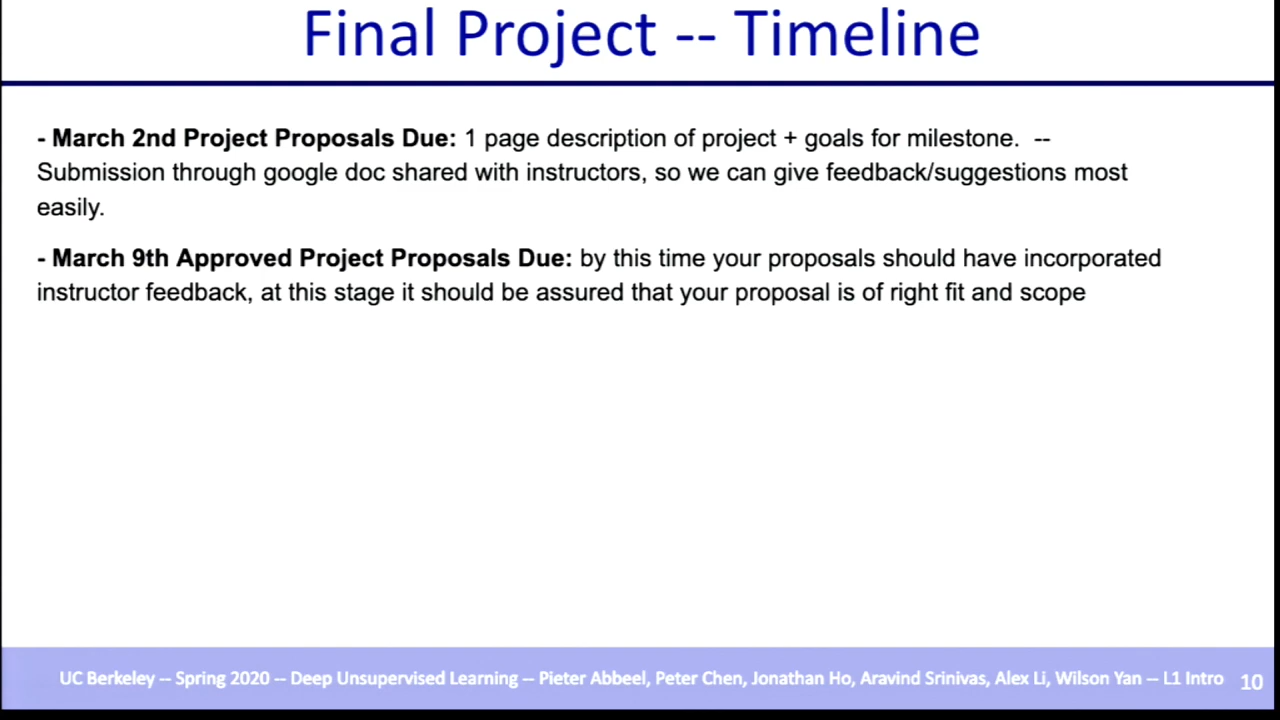 Final Project -- Timeline
- March 2nd Project Proposals Due: 1 page description of project + goals for milestone.  --
Submission through google doc shared with instructors, so we can give feedback/suggestions most
easily.
- March 9th Approved Project Proposals Due: by this time your proposals should have incorporated
instructor feedback, at this stage it should be assured that your proposal is of right fit and scope
UC Berkeley -- Spring 2020 -- Deep Unsupervised Learning -- Pieter Abbeel, Peter Chen, Jonathan Ho, Aravind Srinivas, Alex Li, Wilson Yan -- L1 Intro 10